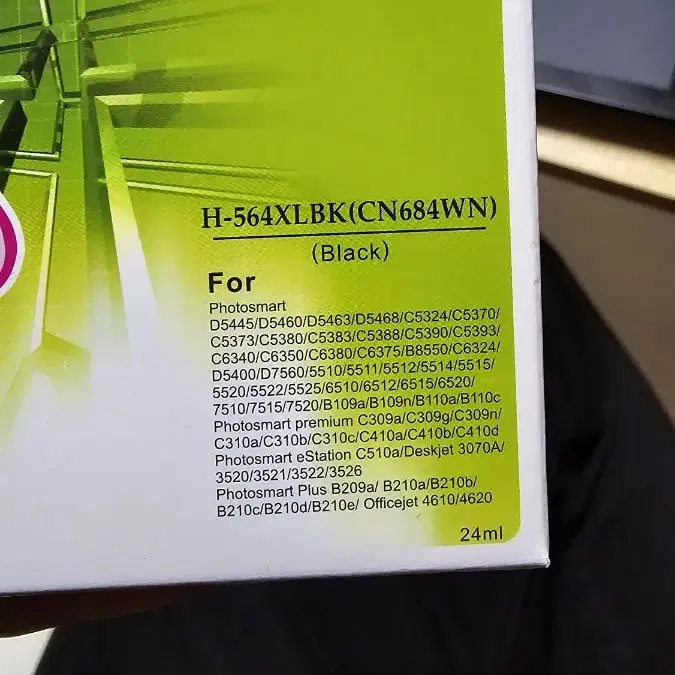 H-564XLBK(CN684WN)
(Black)
For
Photosmart
D5445/D5460/D5463/D5468/C5324/C5370/
C5373/C5380/C5383/C5388/C5390/C5393/
C6340/C6350/C6380/C6375/B8550/C6324/
D5400/D7560/5510/5511/5512/5514/5515/
5520/5522/5525/6510/6512/6515/6520/
7510/7515/7520/B109a/B109n/B110a/B110c
Photosmart premium C309a/C309g/C309n/
C310a/C310b/C310c/C410a/C410b/C410d
Photosmart eStation C510a/Deskjet 3070A/
3520/3521/3522/3526
Photosmart Plus B209a/ B210a/B210b/
B210c/B210d/B210e/ Officejet 4610/4620
24ml